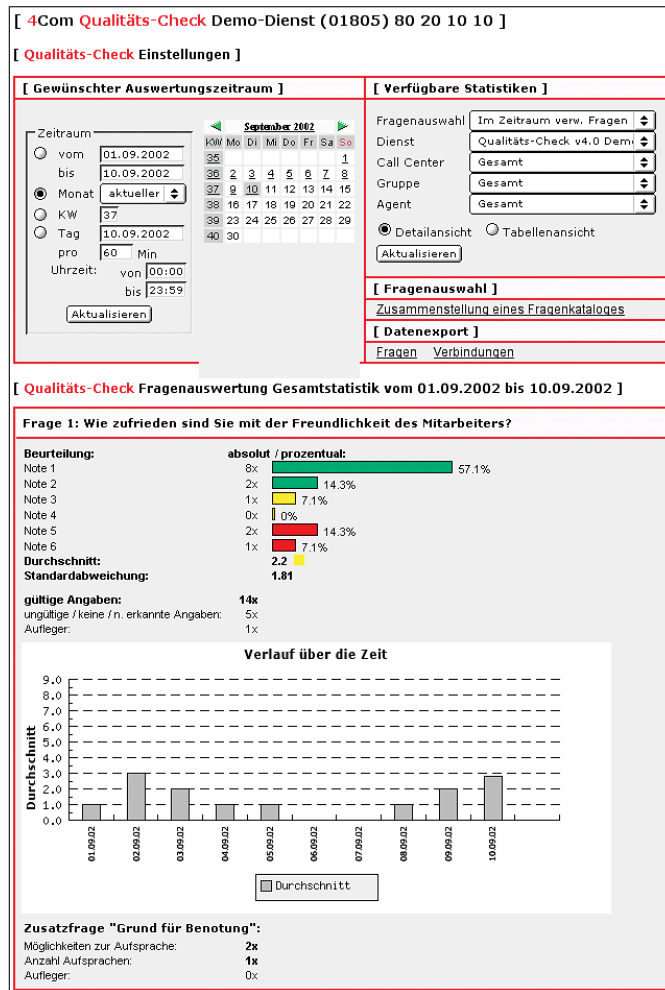 [ 4Com Qualitäts-Check Demo-Dienst (01805) 80 20 10 10 ]
[ Qualitäts-Check Einstellungen ]
[ Gewünschter Auswertungszeitraum ]
Zeitraum
vom 01.09.2002
bis 10.09.2002
Monat aktueller
KW 37
Tag 10.09.2002
pro 60 Min
Uhrzeit: von 00:00
bis 23:59
Aktualisieren
September 2002
KW Mo Di Mi Do Fr Sa So
35 1
36 2 3 4 5 6 7 8
37 9 10 11 12 13 14 15
38 16 17 18 19 20 21 22
39 23 24 25 26 27 28 29
40 30
[ Verfügbare Statistiken ]
Fragenauswahl Im Zeitraum verw. Fragen
Dienst Qualitäts-Check v4.0 Dem
Call Center Gesamt
Gruppe Gesamt
Agent Gesamt
Detailansicht Tabellenansicht
Aktualisieren
[ Fragenauswahl ]
Zusammenstellung eines Fragenkataloges
[ Datenexport ]
Fragen Verbindungen
[ Qualitäts-Check Fragenauswertung Gesamtstatistik vom 01.09.2002 bis 10.09.2002 ]
Frage 1: Wie zufrieden sind Sie mit der Freundlichkeit des Mitarbeiters?
Beurteilung: absolut / prozentual:
Note 1 8x 57.1%
Note 2 2x 14.3%
Note 3 1x 7.1%
Note 4 0x 0%
Note 5 2x 14.3%
Note 6 1x 7.1%
Durchschnitt: 2.2
Standardabweichung: 1.81
gültige Angaben: 14x
ungültige / keine / n. erkannte Angaben: 5x
Aufleger: 1x
Verlauf über die Zeit
Durchschnitt
9.0
8.0
7.0
6.0
5.0
4.0
3.0
2.0
1.0
0.0
01.09.02 02.09.02 03.09.02 04.09.02 05.09.02 06.09.02 07.09.02 08.09.02 09.09.02 10.09.02
Durchschnitt
Zusatzfrage "Grund für Benotung":
Möglichkeiten zur Aufsprache: 2x
Anzahl Aufsprachen: 1x
Aufleger: 0x